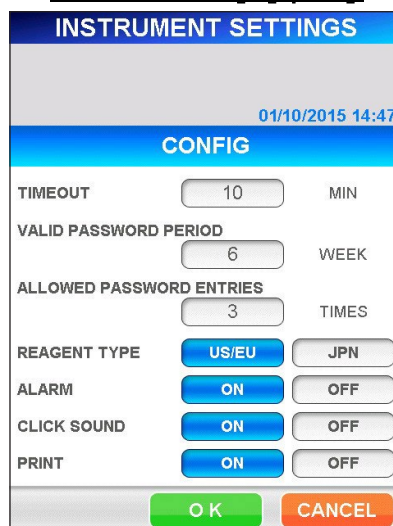 INSTRUMENT SETTINGS
01/10/2015 14:47
CONFIG
TIMEOUT 10 MIN
VALID PASSWORD PERIOD
6 WEEK
ALLOWED PASSWORD ENTRIES
3 TIMES
REAGENT TYPE US/EU JPN
ALARM ON OFF
CLICK SOUND ON OFF
PRINT ON OFF
OK CANCEL